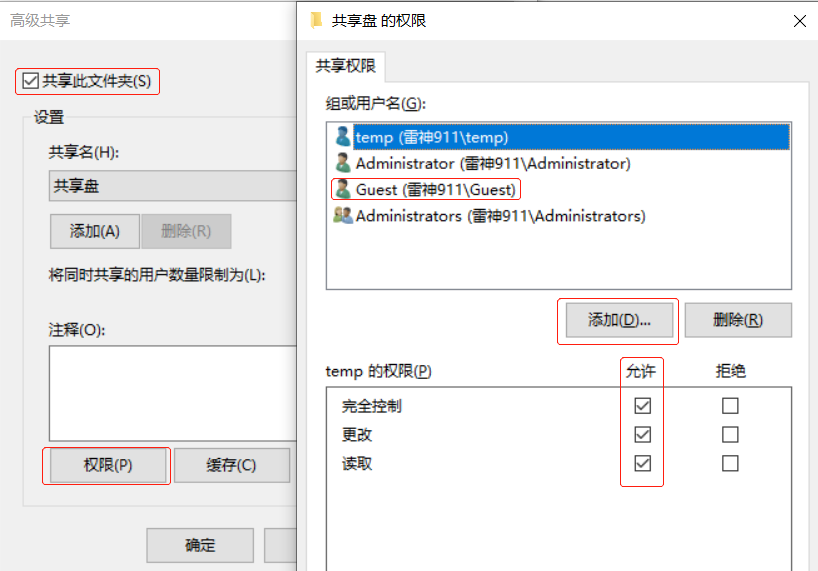 高级共享
共享此文件夹(S)
设置
共享名(H):
共享盘
添加(A)
删除(R)
将同时共享的用户数量限制为(L):
注释(O):
权限(P)
缓存(C)
确定
共享盘 的权限
共享权限
组或用户名(G):
temp (雷神911\temp)
Administrator (雷神911\Administrator)
Guest (雷神911\Guest)
Administrators (雷神911\Administrators)
添加(D)...
删除(R)
temp 的权限(P)
允许
拒绝
完全控制
更改
读取